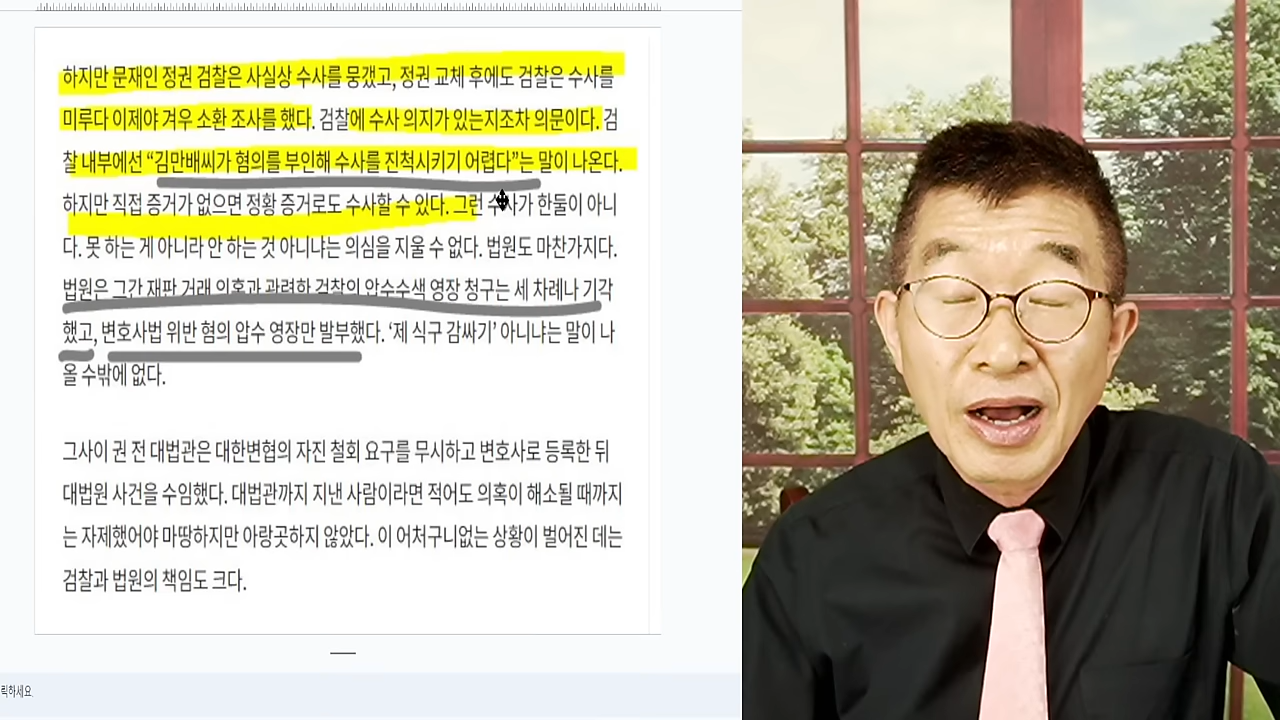 하지만 문재인 정권 검찰은 사실상 수사를 뭉갰고, 정권 교체 후에도 검찰은 수사를
미루다 이제야 겨우 소환 조사를 했다. 검찰에 수사 의지가 있는지조차 의문이다. 검
찰 내부에선 “김만배씨가 혐의를 부인해 수사를 진척시키기 어렵다”는 말이 나온다.
하지만 직접 증거가 없으면 정황 증거로도 수사할 수 있다. 그런 수사가 한둘이 아니
다. 못 하는 게 아니라 안 하는 것 아니냐는 의심을 지울 수 없다. 법원도 마찬가지다.
법원은 그간 재판 거래 의혹과 관련한 검찰의 압수수색 영장 청구는 세 차례나 기각
했고, 변호사법 위반 혐의 압수 영장만 발부했다. ‘제 식구 감싸기’ 아니냐는 말이 나
올 수밖에 없다.
그사이 권 전 대법관은 대한변협의 자진 철회 요구를 무시하고 변호사로 등록한 뒤
대법원 사건을 수임했다. 대법관까지 지낸 사람이라면 적어도 의혹이 해소될 때까지
는 자제했어야 마땅하지만 아랑곳하지 않았다. 이 어처구니없는 상황이 벌어진 데는
검찰과 법원의 책임도 크다.
릭하세요